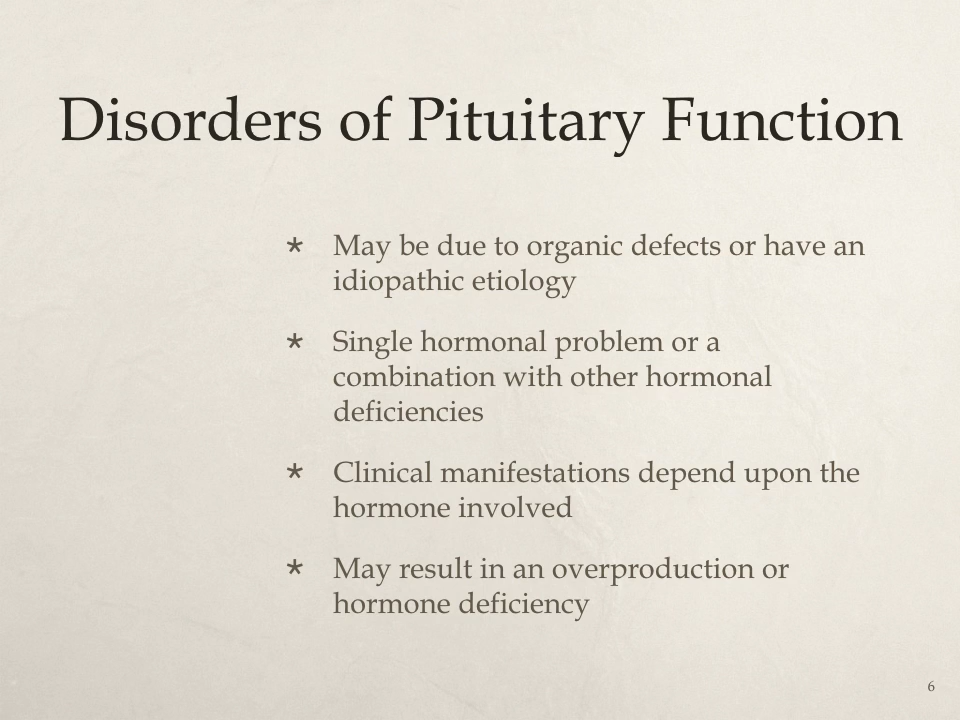 Disorders of Pituitary Function
* May be due to organic defects or have an
idiopathic etiology
* Single hormonal problem or a
combination with other hormonal
deficiencies
* Clinical manifestations depend upon the
hormone involved
* May result in an overproduction or
hormone deficiency
6